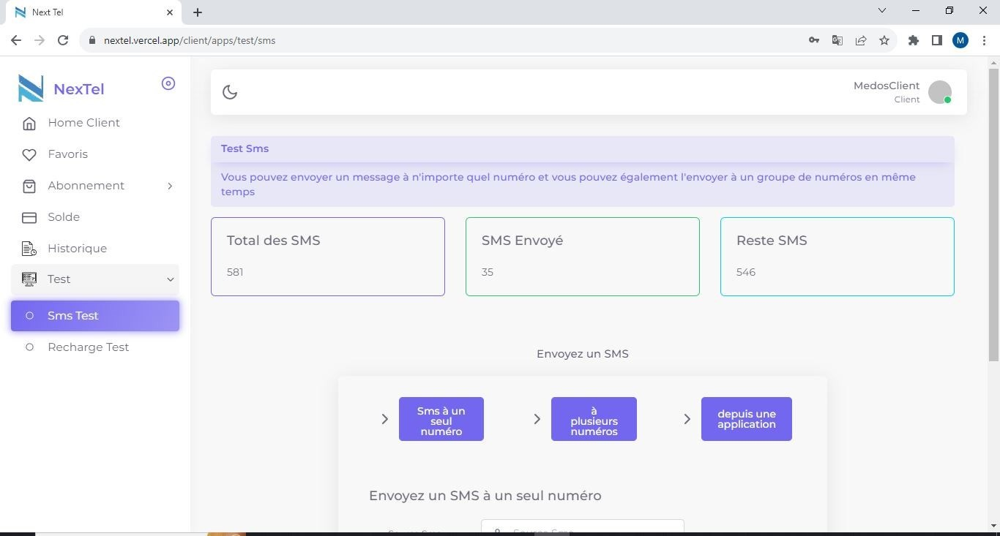 Next Tel
nextel.vercel.app/client/apps/test/sms
M
NexTel
Home Client
Favoris
Abonnement
Solde
Historique
Test
Sms Test
Recharge Test
MedosClient
Client
Test Sms
Vous pouvez envoyer un message à n'importe quel numéro et vous pouvez également l'envoyer à un groupe de numéros en même
temps
Total des SMS
581
SMS Envoyé
35
Reste SMS
546
Envoyez un SMS
Sms à un
seul
numéro
à
plusieurs
numéros
depuis une
application
Envoyez un SMS à un seul numéro